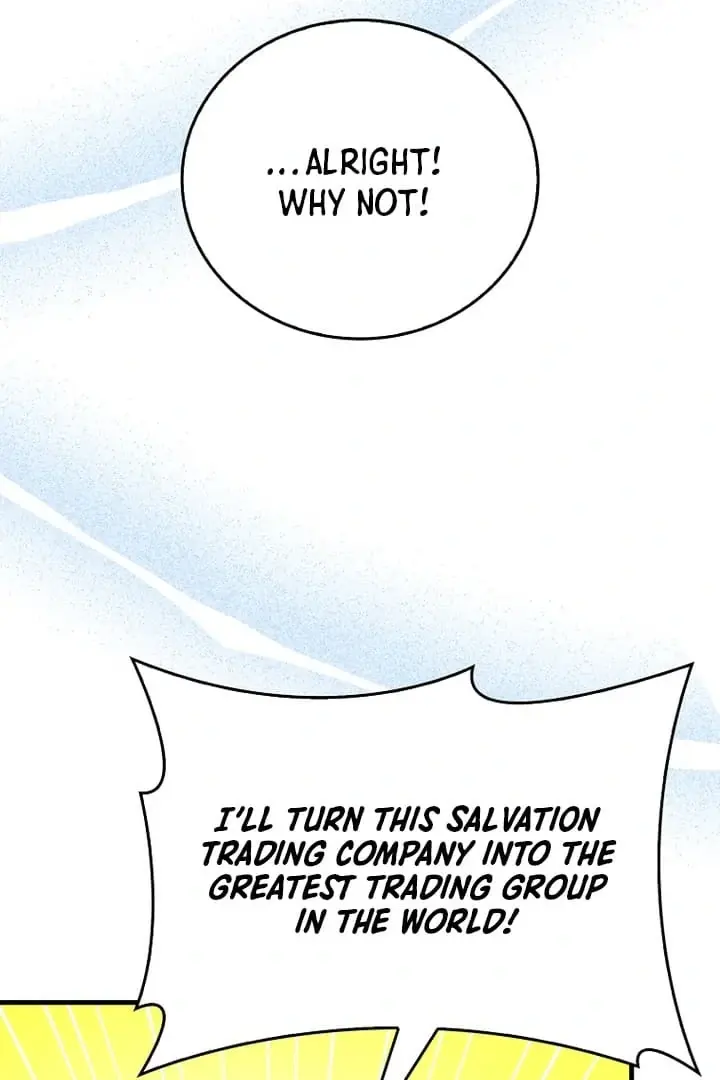 ...ALRIGHT!
WHY NOT!
I'LL TURN THIS SALVATION
TRADING COMPANY INTO THE
GREATEST TRADING GROUP
IN THE WORLD!